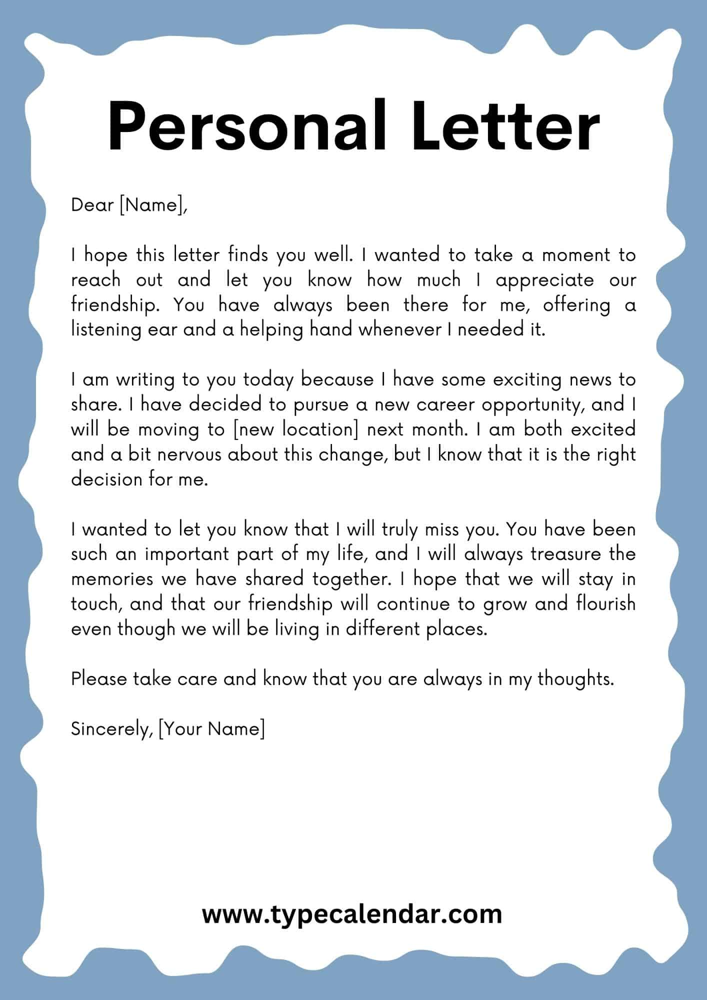 Personal Letter
Dear [Name],
I hope this letter finds you well. I wanted to take a moment to
reach out and let you know how much I appreciate our
friendship. You have always been there for me, offering a
listening ear and a helping hand whenever I needed it.
I am writing to you today because I have some exciting news to
share. I have decided to pursue a new career opportunity, and I
will be moving to [new location] next month. I am both excited
and a bit nervous about this change, but I know that it is the right
decision for me.
I wanted to let you know that I will truly miss you. You have been
such an important part of my life, and I will always treasure the
memories we have shared together. I hope that we will stay in
touch, and that our friendship will continue to grow and flourish
even though we will be living in different places.
Please take care and know that you are always in my thoughts.
Sincerely, [Your Name]
www.typecalendar.com